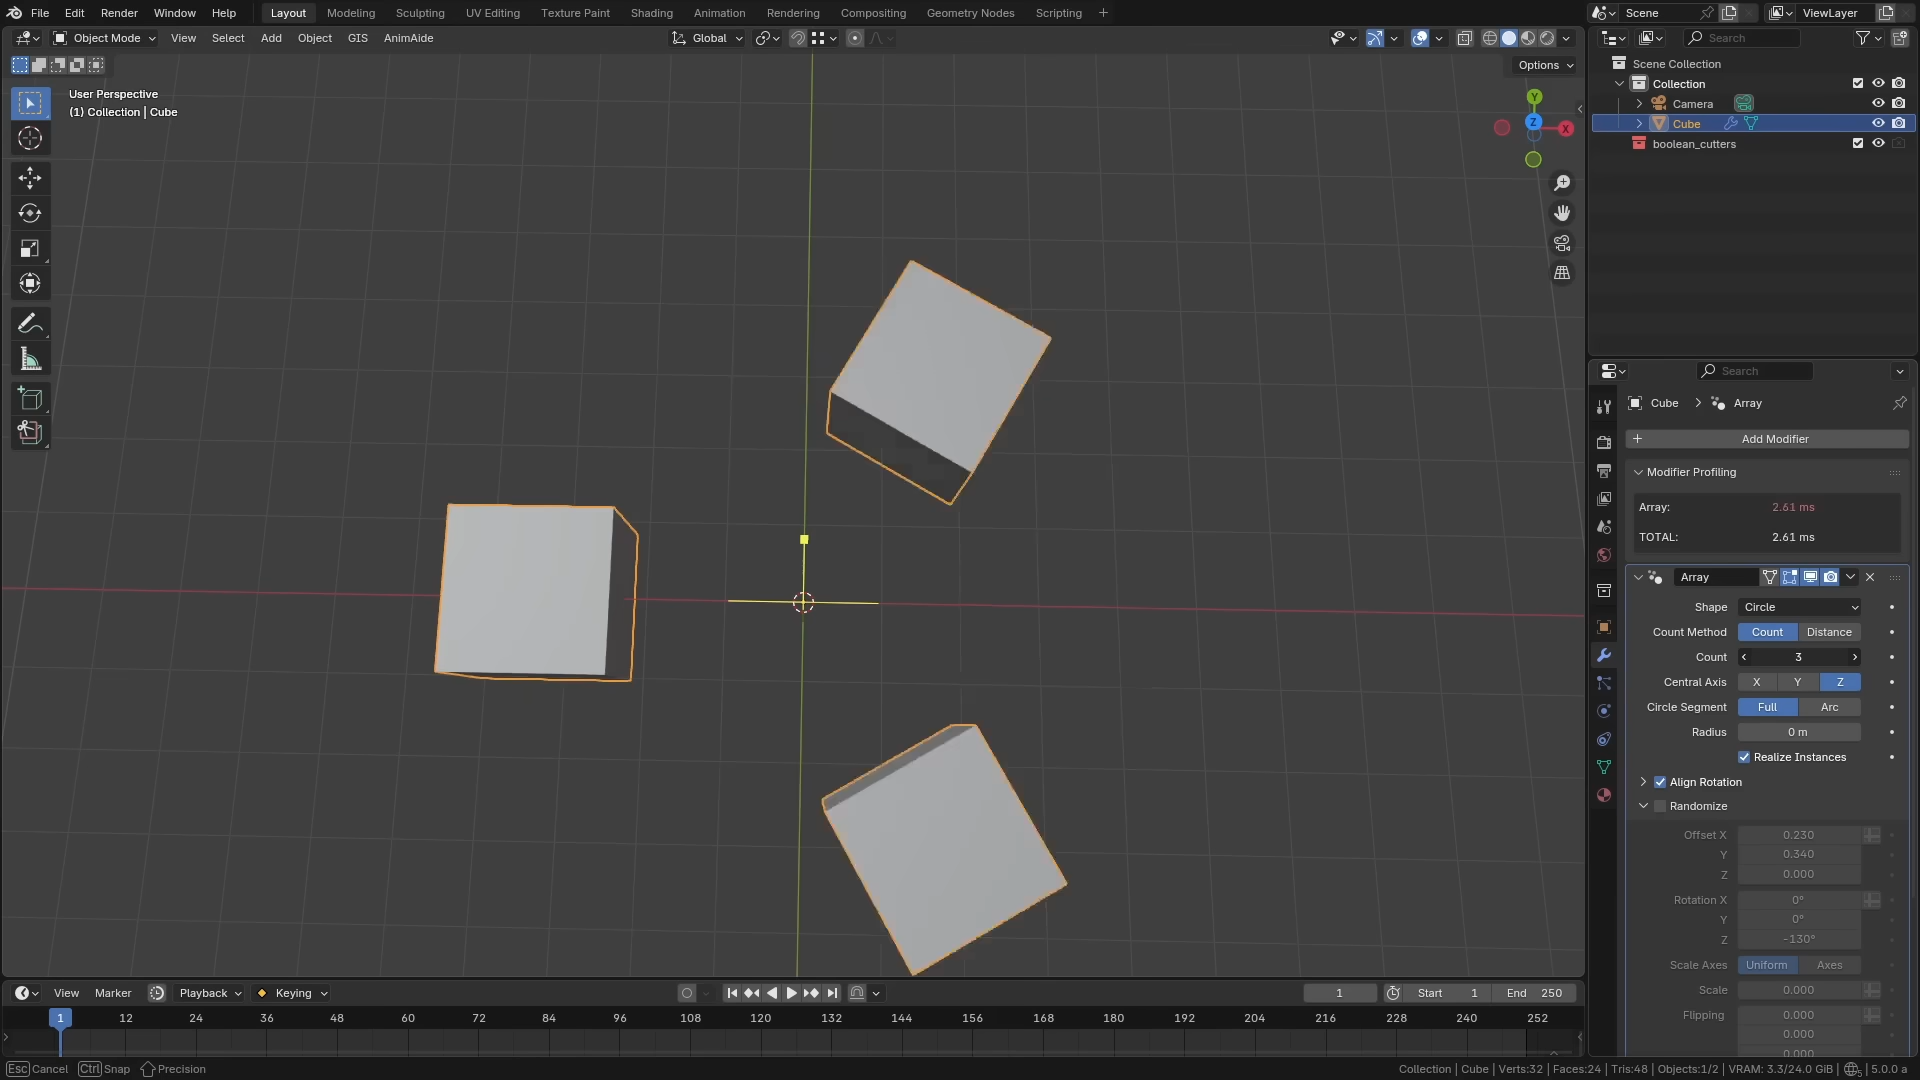 File Edit Render Window Help Layout Modeling Sculpting UV Editing Texture Paint Shading Animation Rendering Compositing Geometry Nodes Scripting + Scene ViewLayer
Object Mode View Select Add Object GIS AnimAide Global Search
Options
Scene Collection
Collection
Camera
Cube
boolean_cutters
User Perspective
(1) Collection | Cube
Y
Z
X
Search
Cube > Array
+ Add Modifier
Modifier Profiling
Array: 2.61 ms
TOTAL: 2.61 ms
Array
Shape Circle
Count Method Count Distance
Count 3
Central Axis X Y Z
Circle Segment Full Arc
Radius 0 m
Realize Instances
Align Rotation
Randomize
Offset X 0.230
Y 0.340
Z 0.000
Rotation X 0°
Y 0°
Z -130°
Scale Axes Uniform Axes
Scale 0.000
Flipping 0.000
0.000
0.000
View Marker Playback Keying 1 Start 1 End 250
1 12 24 36 48 60 72 84 96 108 120 132 144 156 168 180 192 204 216 228 240 252
Esc Cancel Ctrl Snap Precision Collection | Cube | Verts:32 | Faces:24 | Tris:48 | Objects:1/2 | VRAM: 3.3/24.0 GiB | 5 | 5.0.0 a